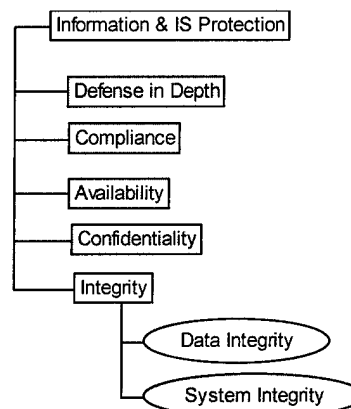 Information & IS Protection
Defense in Depth
Compliance
Availability
Confidentiality
Integrity
Data Integrity
System Integrity